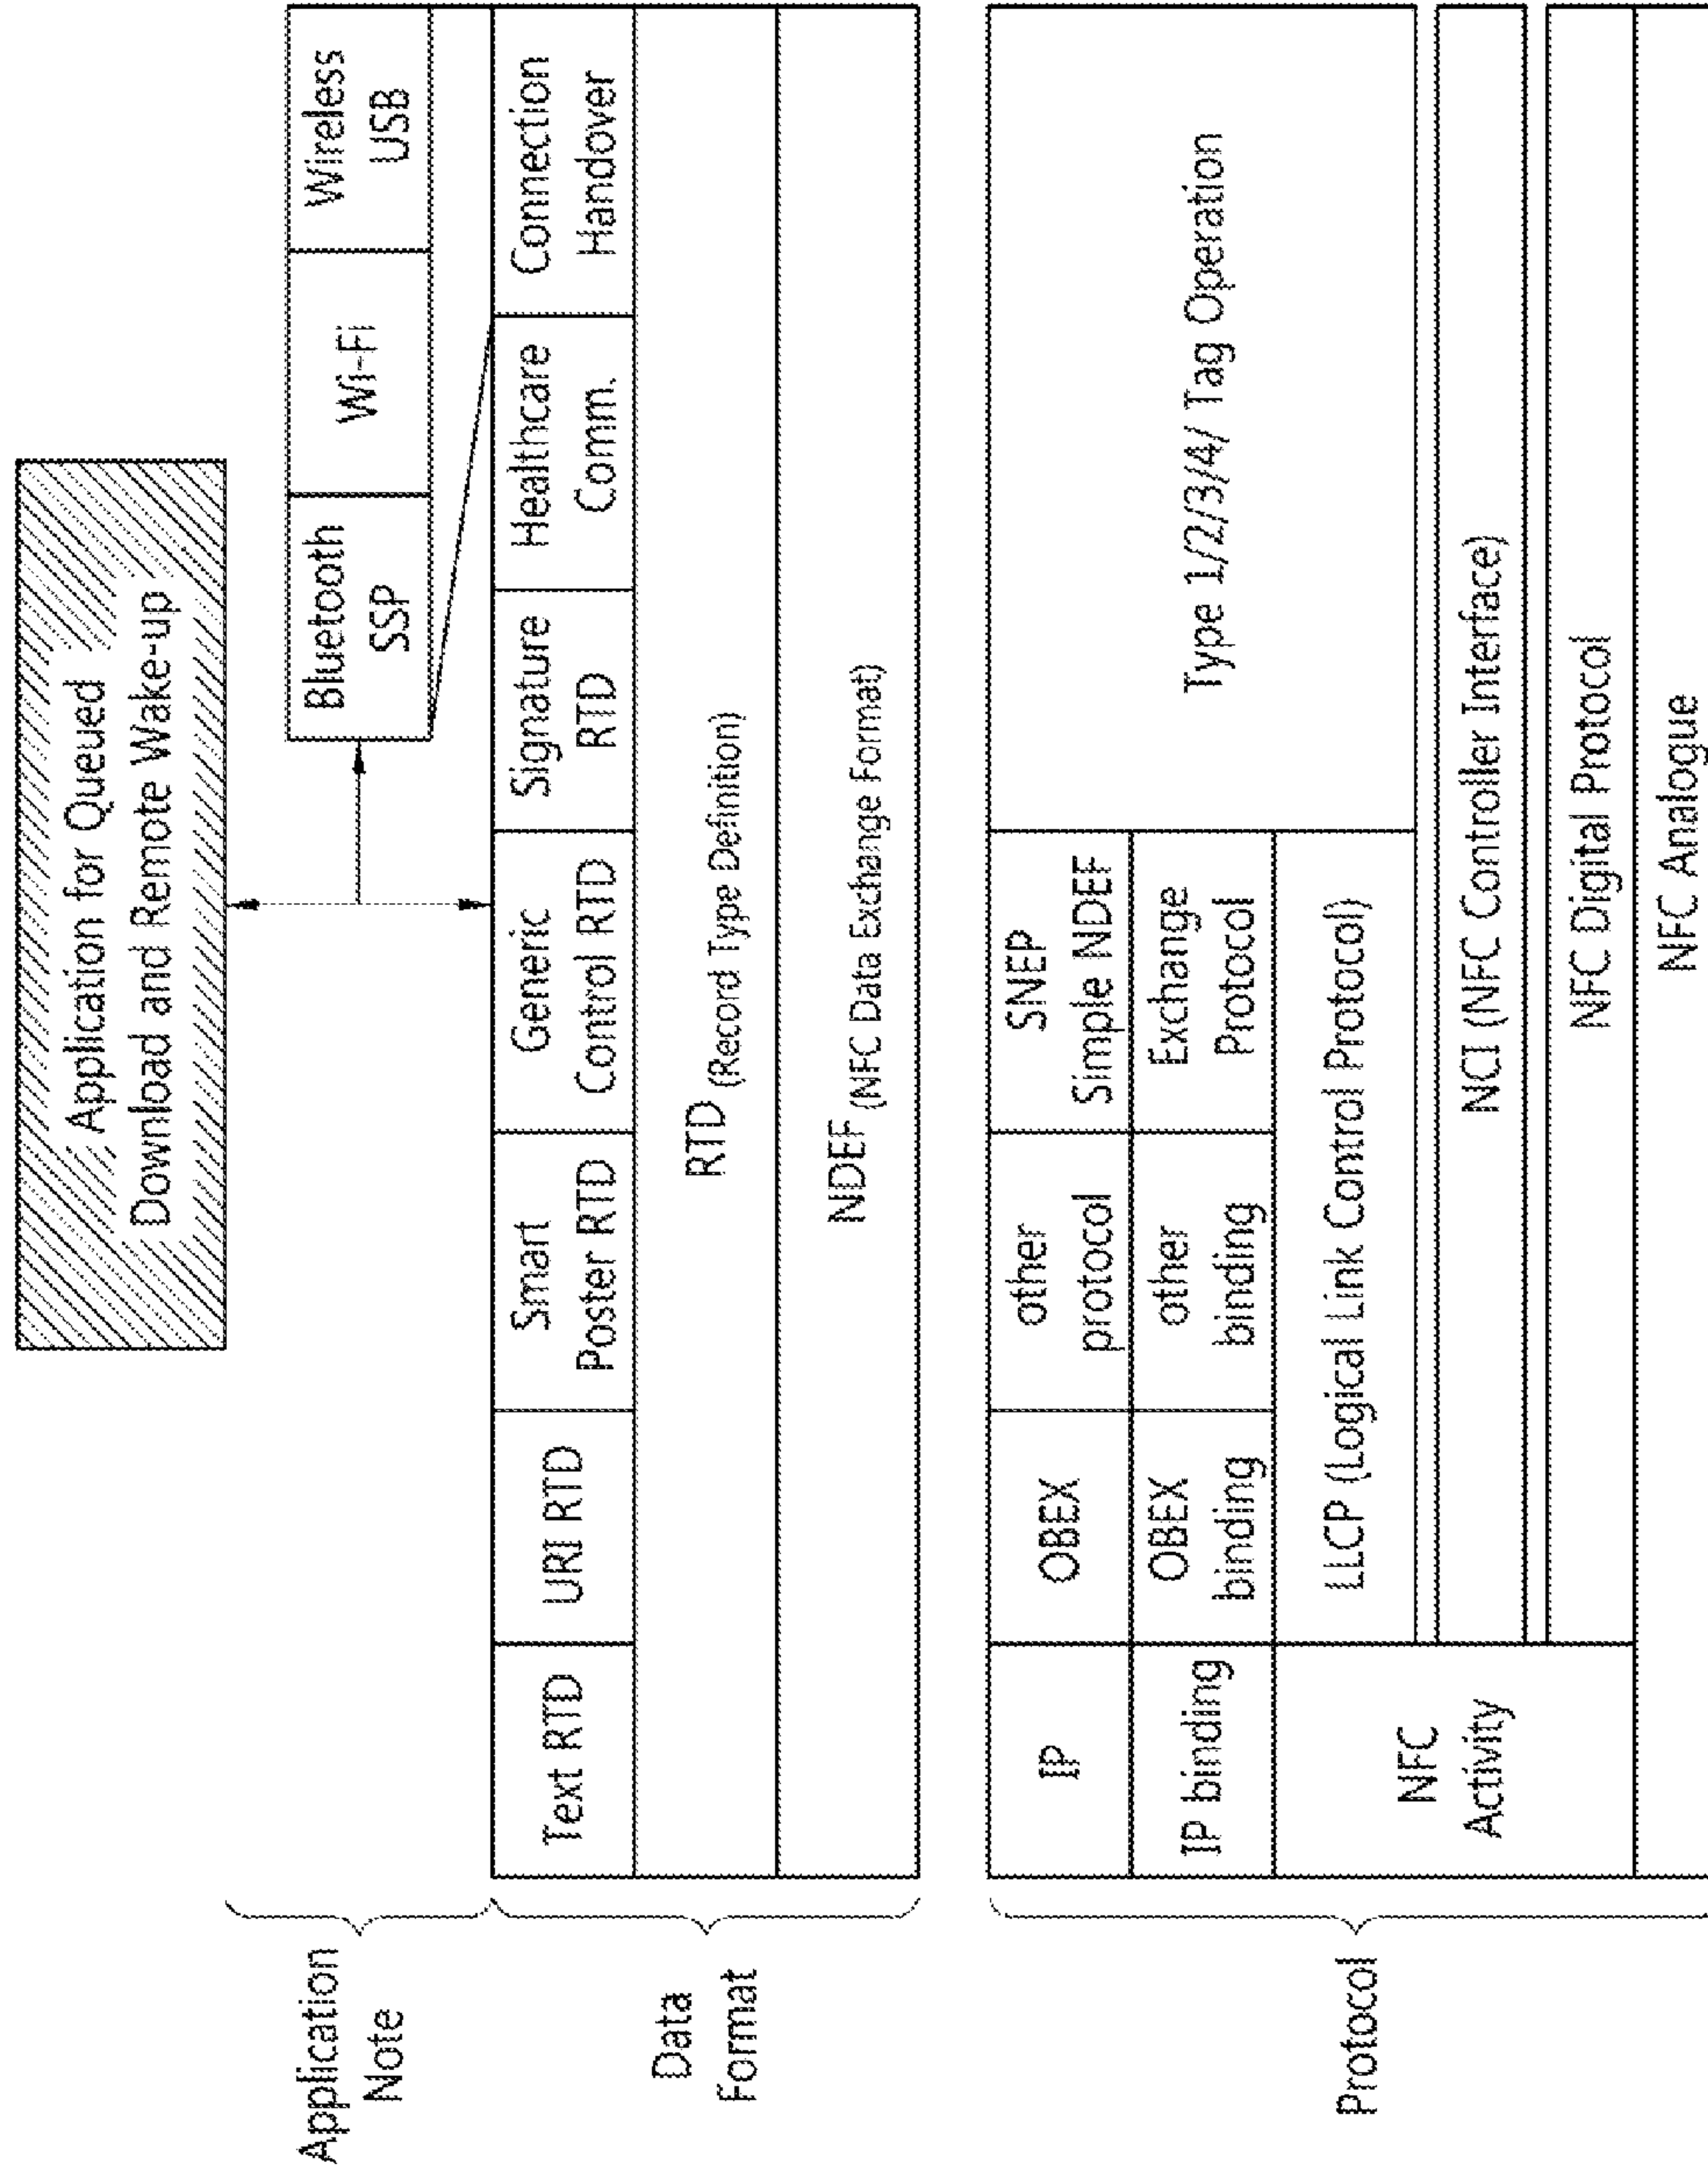 Application for Queued
Download and Remote Wake-up
Application
Note
Bluetooth
SSP
Wi-Fi
Wireless
USB
Data
Format
Text RTD
URI RTD
Smart
Poster RTD
Generic
Control RTD
Signature
RTD
Healthcare
Comm.
Connection
Handover
RTD (Record Type Definition)
NDEF (NFC Data Exchange Format)
Protocol
IP
OBEX
other
protocol
SNEP
Simple NDEF
Type 1/2/3/4/ Tag Operation
IP binding
OBEX
binding
other
binding
Exchange
Protocol
NFC
Activity
LLCP (Logical Link Control Protocol)
NCI (NFC Controller Interface)
NFC Digital Protocol
NFC Analogue